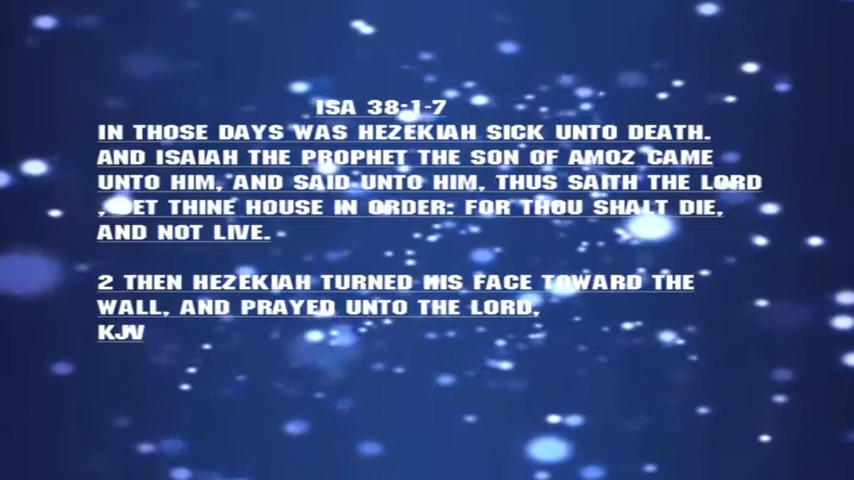 ISA 38:1-7
IN THOSE DAYS WAS HEZEKIAH SICK UNTO DEATH.
AND ISAIAH THE PROPHET THE SON OF AMOZ CAME
UNTO HIM, AND SAID UNTO HIM, THUS SAITH THE LORD
, SET THINE HOUSE IN ORDER: FOR THOU SHALT DIE,
AND NOT LIVE.
2 THEN HEZEKIAH TURNED HIS FACE TOWARD THE
WALL, AND PRAYED UNTO THE LORD,
KJV